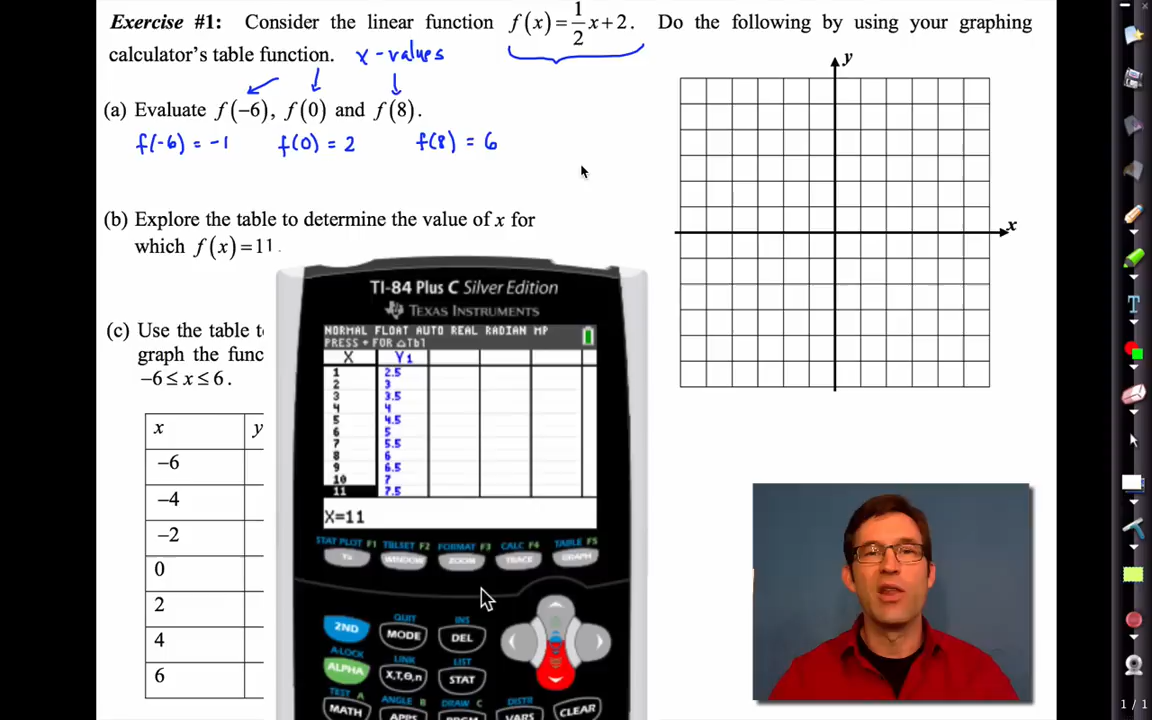 Exercise #1: Consider the linear function f(x) = 1/2 x + 2. Do the following by using your graphing
calculator's table function. x-values
(a) Evaluate f(−6), f(0) and f(8).
f(-6) = -1 f(0) = 2 f(8) = 6
(b) Explore the table to determine the value of x for
which f(x) = 11.
(c) Use the table t
graph the func
−6 ≤ x ≤ 6.
x y
−6
−4
−2
0
2
4
6
y
x
TI-84 Plus C Silver Edition
TEXAS INSTRUMENTS
NORMAL FLOAT AUTO REAL RADIAN MP
PRESS + FOR △Tbl
X Y1
1 2.5
2 3
3 3.5
4 4
5 4.5
6 5
7 5.5
8 6
9 6.5
10 7
11 7.5
X=11
STAT PLOT F1 TBLSET F2 FORMAT F3 CALC F4 TABLE F5
Y= WINDOW ZOOM TRACE GRAPH
QUIT INS
2ND MODE DEL
A-LOCK LINK LIST
ALPHA X,T,θ,n STAT
TEST A ANGLE B DRAW C DISTR
MATH APPS PRGM VARS CLEAR
T
1 / 1